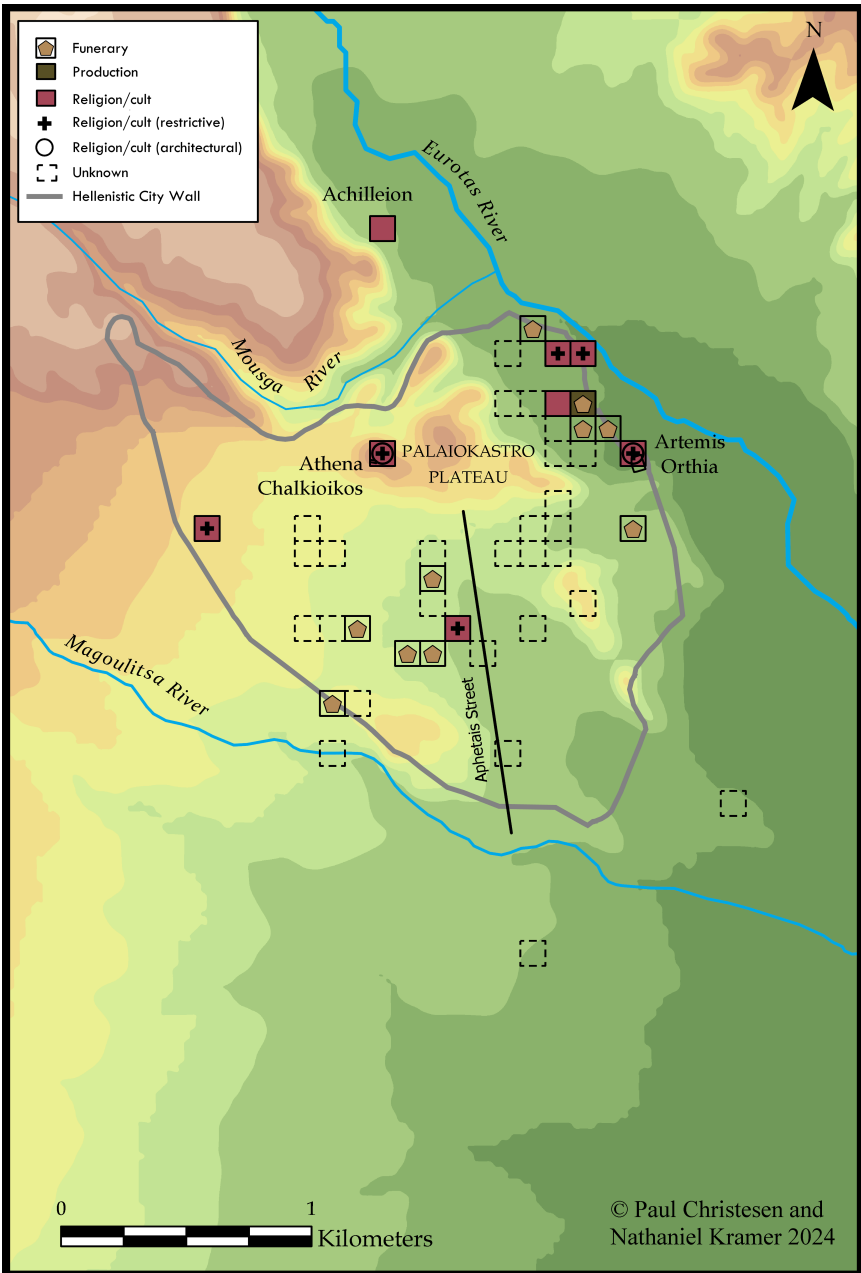 Funerary
Production
Religion/cult
Religion/cult (restrictive)
Religion/cult (architectural)
Unknown
Hellenistic City Wall
N
Eurotas River
Achilleion
Mousga River
PALAIOKASTRO
PLATEAU
Athena
Chalkioikos
Artemis
Orthia
Magoulitsa River
Aphetais Street
0 1
Kilometers
© Paul Christesen and
Nathaniel Kramer 2024